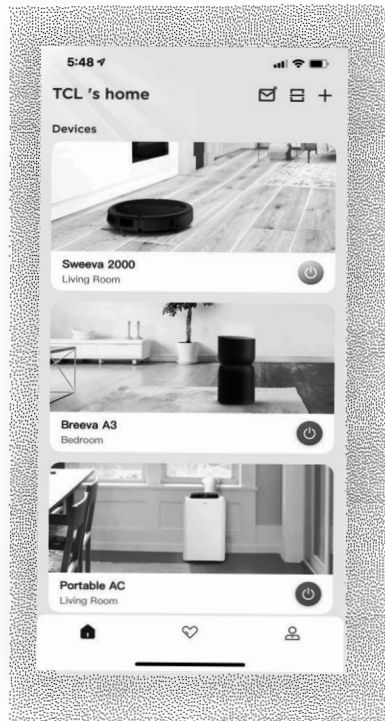 5:48
TCL 's home
Devices
Sweeva 2000
Living Room
Breeva A3
Bedroom
Portable AC
Living Room